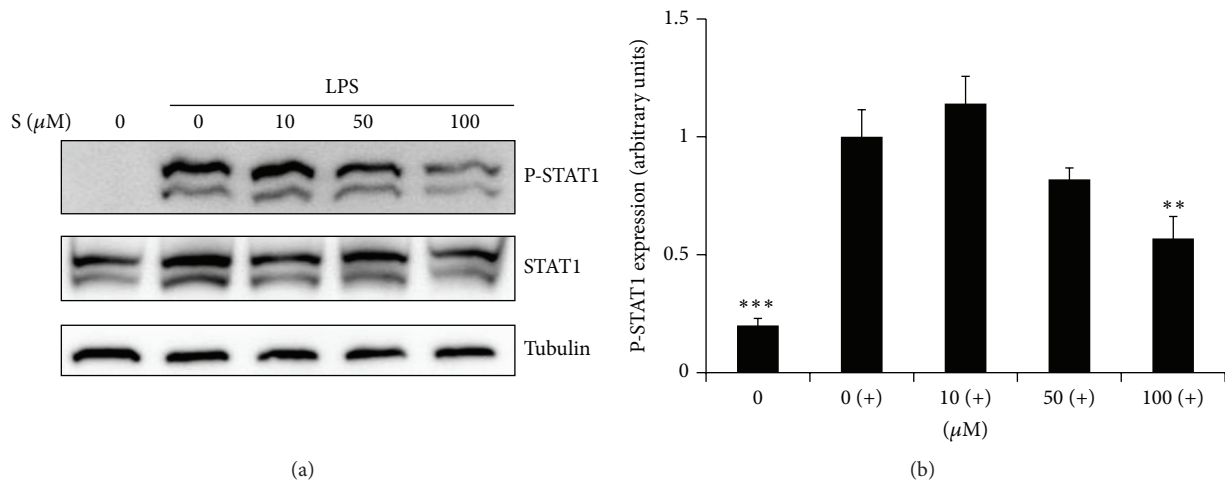 LPS
S (μM) 0 0 10 50 100
P-STAT1
STAT1
Tubulin
(a)
P-STAT1 expression (arbitrary units)
1.5
1
0.5
0
***
**
0 0 (+) 10 (+) 50 (+) 100 (+)
(μM)
(b)